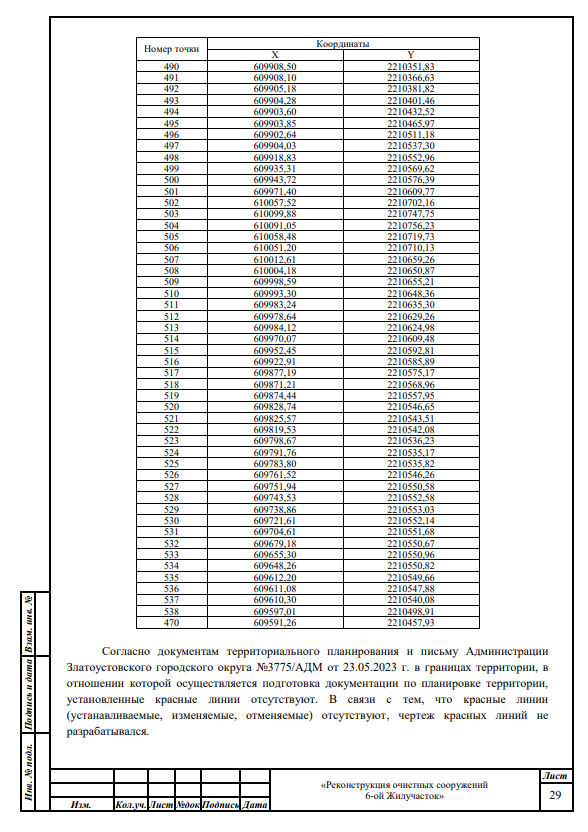 Номер точки Координаты
X Y
490 609908,50 2210351,83
491 609908,10 2210366,63
492 609905,18 2210381,82
493 609904,28 2210401,46
494 609903,60 2210432,52
495 609903,85 2210465,97
496 609902,64 2210511,18
497 609904,03 2210537,30
498 609918,83 2210552,96
499 609935,31 2210569,62
500 609943,72 2210576,39
501 609971,40 2210609,77
502 610057,52 2210702,16
503 610099,88 2210747,75
504 610091,05 2210756,23
505 610058,48 2210719,73
506 610051,20 2210710,13
507 610012,61 2210659,26
508 610004,18 2210650,87
509 609998,59 2210655,21
510 609993,30 2210648,36
511 609983,24 2210635,30
512 609978,64 2210629,26
513 609984,12 2210624,98
514 609970,07 2210609,48
515 609952,45 2210592,81
516 609922,91 2210585,89
517 609877,19 2210575,17
518 609871,21 2210568,96
519 609874,44 2210557,95
520 609828,74 2210546,65
521 609825,57 2210543,51
522 609819,53 2210542,08
523 609798,67 2210536,23
524 609791,76 2210535,17
525 609783,80 2210535,82
526 609761,52 2210546,26
527 609751,94 2210550,58
528 609743,53 2210552,58
529 609738,86 2210553,03
530 609721,61 2210552,14
531 609704,61 2210551,68
532 609679,18 2210550,67
533 609655,30 2210550,96
534 609648,26 2210550,82
535 609612,20 2210549,66
536 609611,08 2210547,88
537 609610,30 2210540,08
538 609597,01 2210498,91
470 609591,26 2210457,93
Согласно документам территориального планирования и письму Администрации
Златоустовского городского округа №3775/АДМ от 23.05.2023 г. в границах территории, в
отношении которой осуществляется подготовка документации по планировке территории,
установленные красные линии отсутствуют. В связи с тем, что красные линии
(устанавливаемые, изменяемые, отменяемые) отсутствуют, чертеж красных линий не
разрабатывался.
Взам. инв. №
Подпись и дата
Инв. № подл.
Изм. Кол.уч. Лист №док Подпись Дата
«Реконструкция очистных сооружений
6-ой Жилучасток»
Лист
29